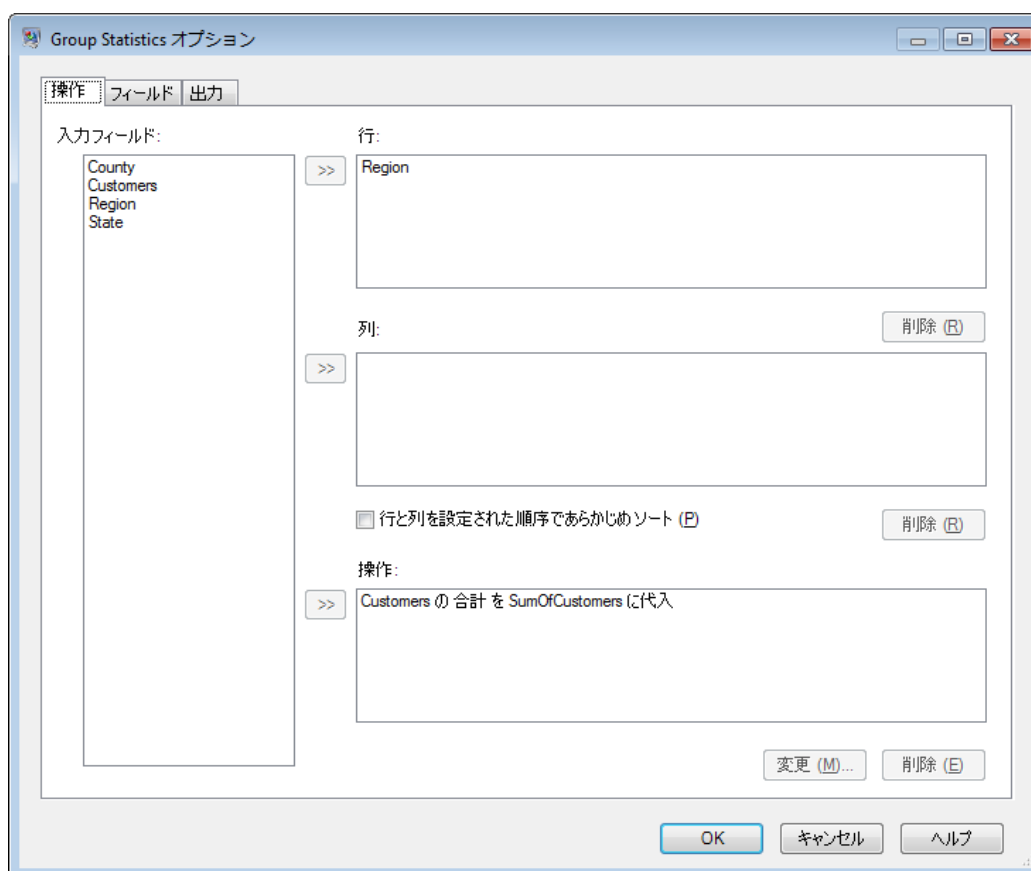 Group Statistics オプション
操作 フィールド 出力
入力フィールド:
County
Customers
Region
State
行:
>>
Region
削除 (R)
列:
>>
行と列を設定された順序であらかじめソート (P)
削除 (R)
操作:
>>
Customers の 合計 を SumOfCustomers に代入
変更 (M)... 削除 (E)
OK キャンセル ヘルプ